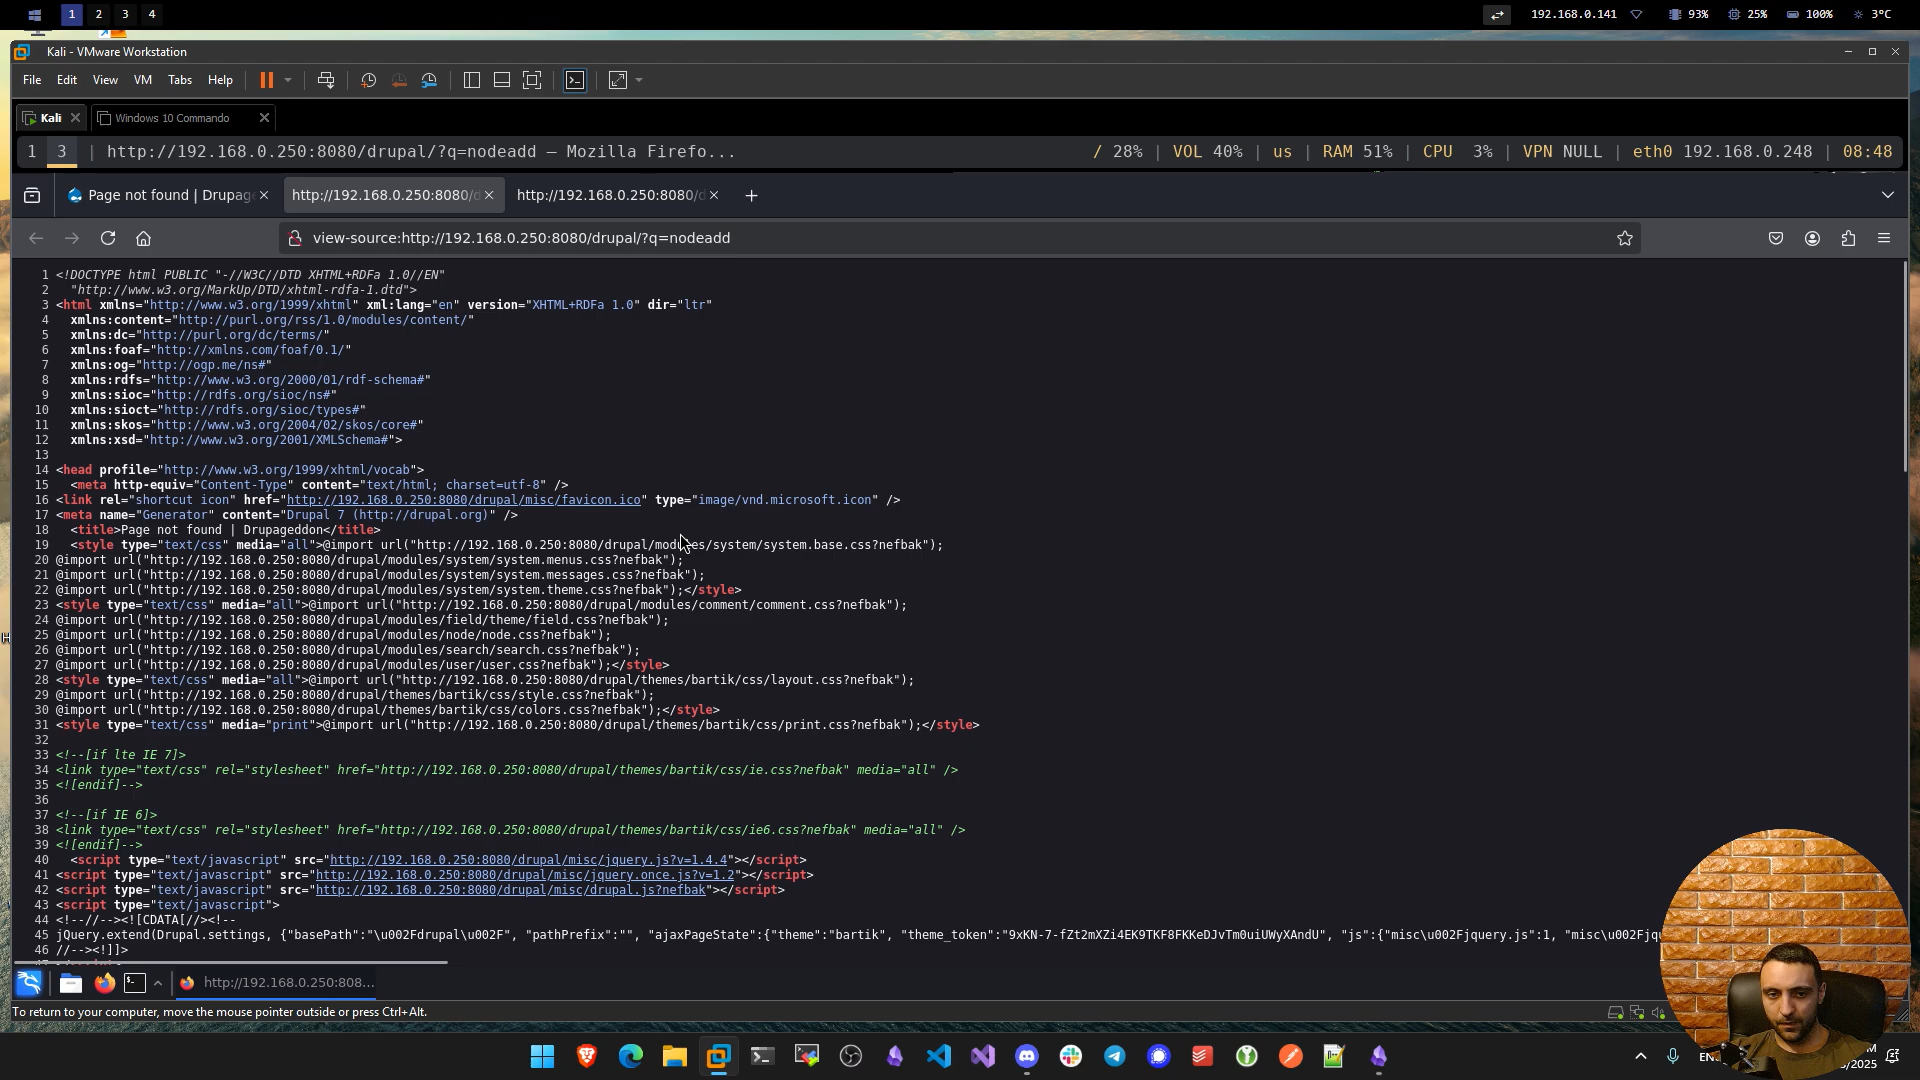 1 2 3 4 192.168.0.141 93% 25% 100% 3°C
Kali - VMware Workstation
File Edit View VM Tabs Help
Kali Windows 10 Commando
1 3 | http://192.168.0.250:8080/drupal/?q=nodeadd — Mozilla Firefo... / 28% | VOL 40% | us | RAM 51% | CPU 3% | VPN NULL | eth0 192.168.0.248 | 08:48
Page not found | Drupag http://192.168.0.250:8080/d http://192.168.0.250:8080/d
view-source:http://192.168.0.250:8080/drupal/?q=nodeadd
1 <!DOCTYPE html PUBLIC "-//W3C//DTD XHTML+RDFa 1.0//EN"
2 "http://www.w3.org/MarkUp/DTD/xhtml-rdfa-1.dtd">
3 <html xmlns="http://www.w3.org/1999/xhtml" xml:lang="en" version="XHTML+RDFa 1.0" dir="ltr"
4 xmlns:content="http://purl.org/rss/1.0/modules/content/"
5 xmlns:dc="http://purl.org/dc/terms/"
6 xmlns:foaf="http://xmlns.com/foaf/0.1/"
7 xmlns:og="http://ogp.me/ns#"
8 xmlns:rdfs="http://www.w3.org/2000/01/rdf-schema#"
9 xmlns:sioc="http://rdfs.org/sioc/ns#"
10 xmlns:sioct="http://rdfs.org/sioc/types#"
11 xmlns:skos="http://www.w3.org/2004/02/skos/core#"
12 xmlns:xsd="http://www.w3.org/2001/XMLSchema#">
13
14 <head profile="http://www.w3.org/1999/xhtml/vocab">
15 <meta http-equiv="Content-Type" content="text/html; charset=utf-8" />
16 <link rel="shortcut icon" href="http://192.168.0.250:8080/drupal/misc/favicon.ico" type="image/vnd.microsoft.icon" />
17 <meta name="Generator" content="Drupal 7 (http://drupal.org)" />
18 <title>Page not found | Drupageddon</title>
19 <style type="text/css" media="all">@import url("http://192.168.0.250:8080/drupal/modules/system/system.base.css?nefbak");
20 @import url("http://192.168.0.250:8080/drupal/modules/system/system.menus.css?nefbak");
21 @import url("http://192.168.0.250:8080/drupal/modules/system/system.messages.css?nefbak");
22 @import url("http://192.168.0.250:8080/drupal/modules/system/system.theme.css?nefbak");</style>
23 <style type="text/css" media="all">@import url("http://192.168.0.250:8080/drupal/modules/comment/comment.css?nefbak");
24 @import url("http://192.168.0.250:8080/drupal/modules/field/theme/field.css?nefbak");
25 @import url("http://192.168.0.250:8080/drupal/modules/node/node.css?nefbak");
26 @import url("http://192.168.0.250:8080/drupal/modules/search/search.css?nefbak");
27 @import url("http://192.168.0.250:8080/drupal/modules/user/user.css?nefbak");</style>
28 <style type="text/css" media="all">@import url("http://192.168.0.250:8080/drupal/themes/bartik/css/layout.css?nefbak");
29 @import url("http://192.168.0.250:8080/drupal/themes/bartik/css/style.css?nefbak");
30 @import url("http://192.168.0.250:8080/drupal/themes/bartik/css/colors.css?nefbak");</style>
31 <style type="text/css" media="print">@import url("http://192.168.0.250:8080/drupal/themes/bartik/css/print.css?nefbak");</style>
32
33 <!--[if lte IE 7]>
34 <link type="text/css" rel="stylesheet" href="http://192.168.0.250:8080/drupal/themes/bartik/css/ie.css?nefbak" media="all" />
35 <![endif]-->
36
37 <!--[if IE 6]>
38 <link type="text/css" rel="stylesheet" href="http://192.168.0.250:8080/drupal/themes/bartik/css/ie6.css?nefbak" media="all" />
39 <![endif]-->
40 <script type="text/javascript" src="http://192.168.0.250:8080/drupal/misc/jquery.js?v=1.4.4"></script>
41 <script type="text/javascript" src="http://192.168.0.250:8080/drupal/misc/jquery.once.js?v=1.2"></script>
42 <script type="text/javascript" src="http://192.168.0.250:8080/drupal/misc/drupal.js?nefbak"></script>
43 <script type="text/javascript">
44 <!--//--><![CDATA[//><!--
45 jQuery.extend(Drupal.settings, {"basePath":"\u002Fdrupal\u002F", "pathPrefix":"", "ajaxPageState":{"theme":"bartik", "theme_token":"9xKN-7-fZt2mXZi4EK9TKF8FKKeDJvTm0uiUWyXAndU", "js":{"misc\u002Fjquery.js":1, "misc\u002Fjqu
46 //--><!]]>
http://192.168.0.250:808...
To return to your computer, move the mouse pointer outside or press Ctrl+Alt.